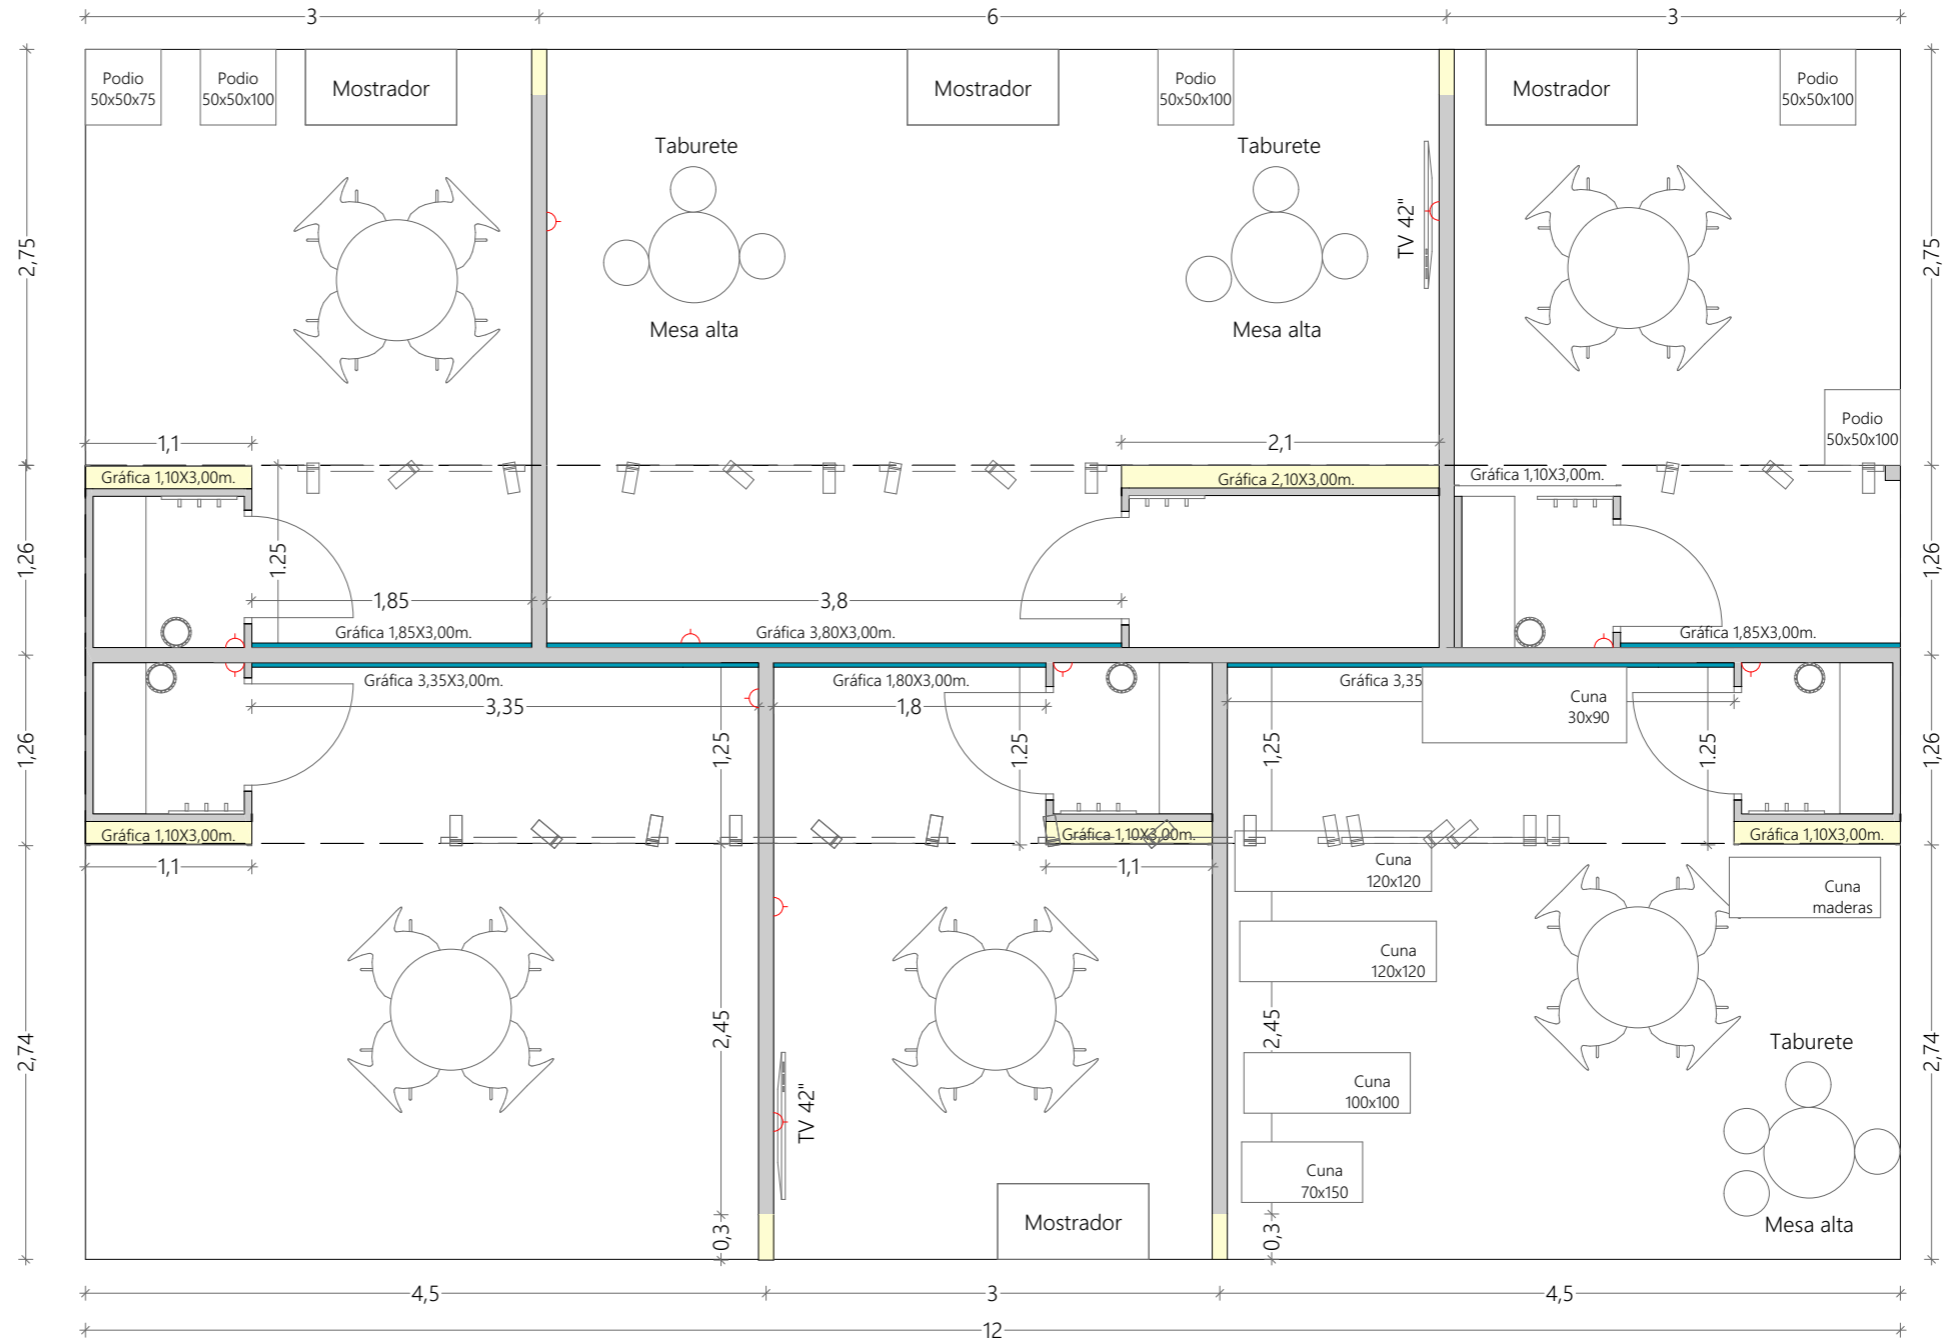 3
6
3
Podio
50x50x75
Podio
50x50x100
Mostrador
Mostrador
Podio
50x50x100
Mostrador
Podio
50x50x100
Taburete
Taburete
TV 42"
2,75
2,75
Mesa alta
Mesa alta
Podio
50x50x100
1,1
2,1
Gráfica 1,10X3,00m.
Gráfica 2,10X3,00m.
Gráfica 1,10X3,00m.
1,26
1.25
1,26
1,85
3,8
Gráfica 1,85X3,00m.
Gráfica 3,80X3,00m.
Gráfica 1,85X3,00m.
Gráfica 3,35X3,00m.
Gráfica 1,80X3,00m.
Gráfica 3,35
Cuna
30x90
3,35
1,8
1,26
1,25
1.25
1,25
1.25
1,26
Gráfica 1,10X3,00m.
Gráfica 1,10X3,00m.
Gráfica 1,10X3,00m.
1,1
1,1
Cuna
120x120
Cuna
maderas
Cuna
120x120
2,74
2,45
2,45
2,74
Taburete
Cuna
100x100
TV 42"
Cuna
70x150
Mostrador
Mesa alta
0,3
0,3
4,5
3
4,5
12